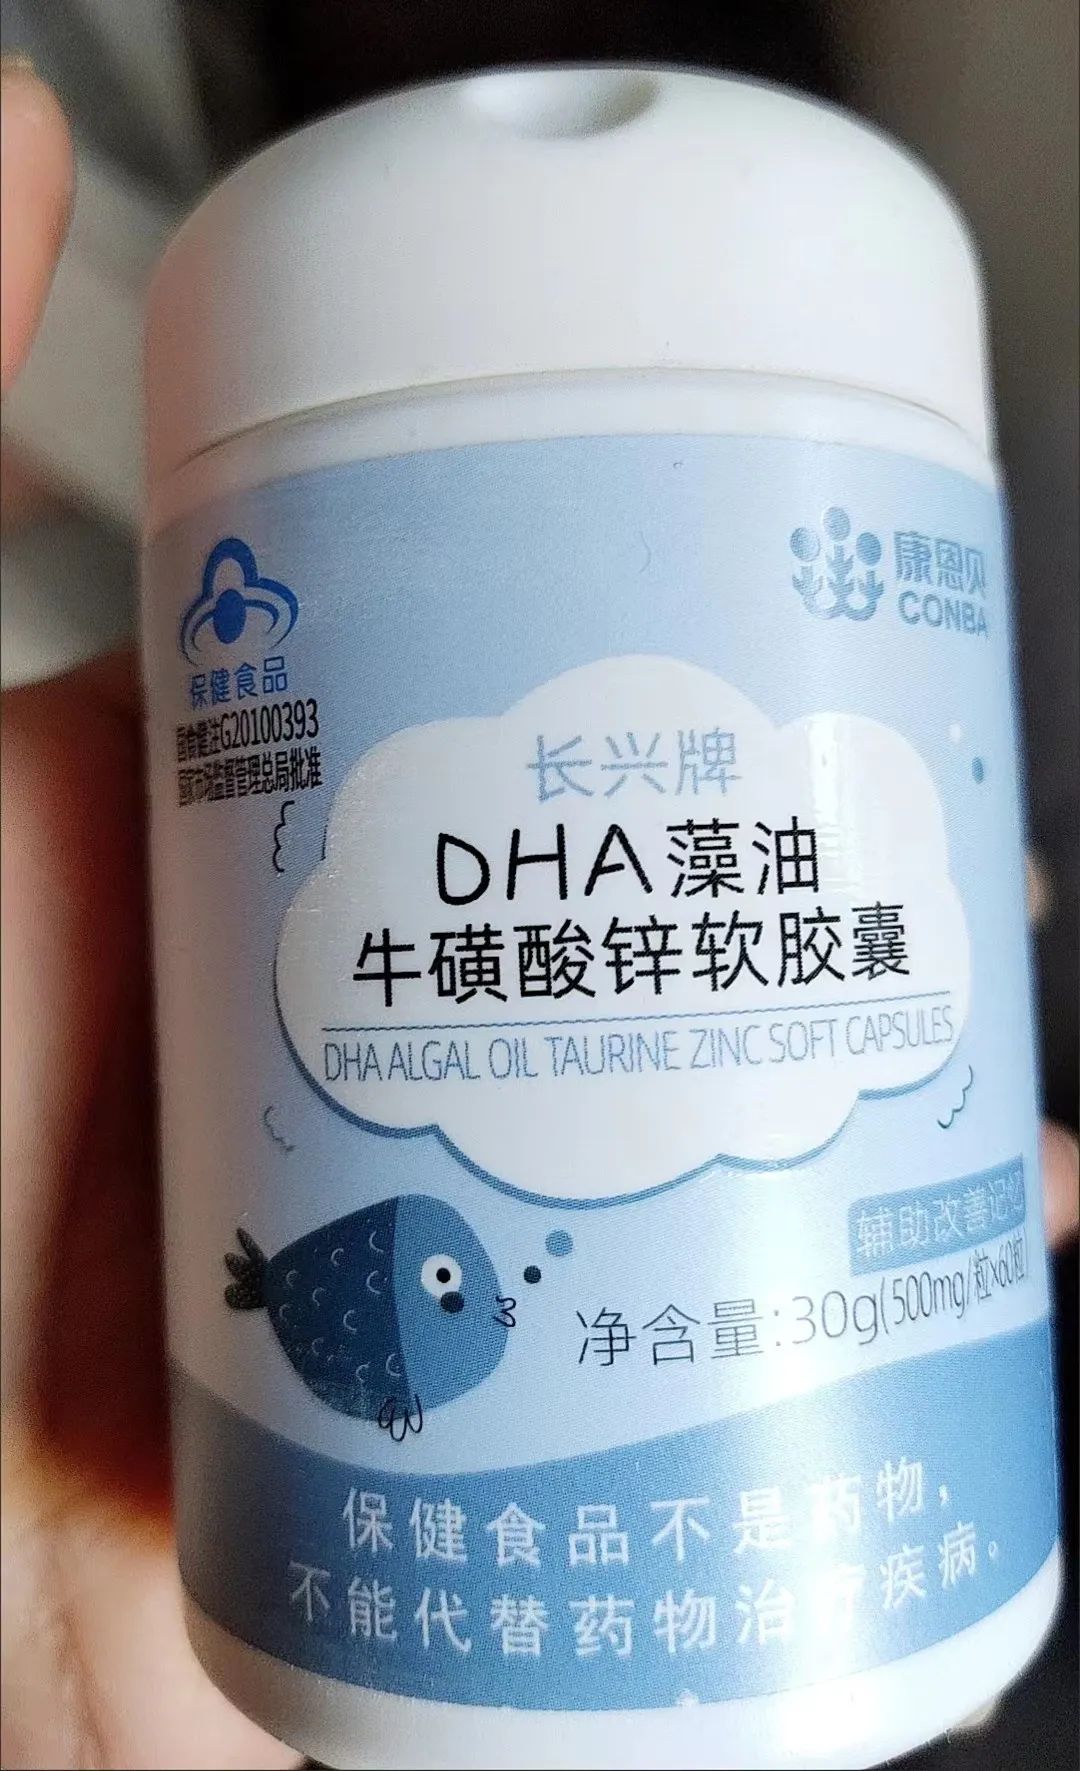 康恩贝
CONBA
保健食品
国食健注G20100393
国家市场监督管理总局批准
长兴牌
DHA藻油
牛磺酸锌软胶囊
DHA ALGAL OIL TAURINE ZINC SOFT CAPSULES
辅助改善记忆
净含量:30g(500mg/粒×60粒)
保健食品不是药物，
不能代替药物治疗疾病。